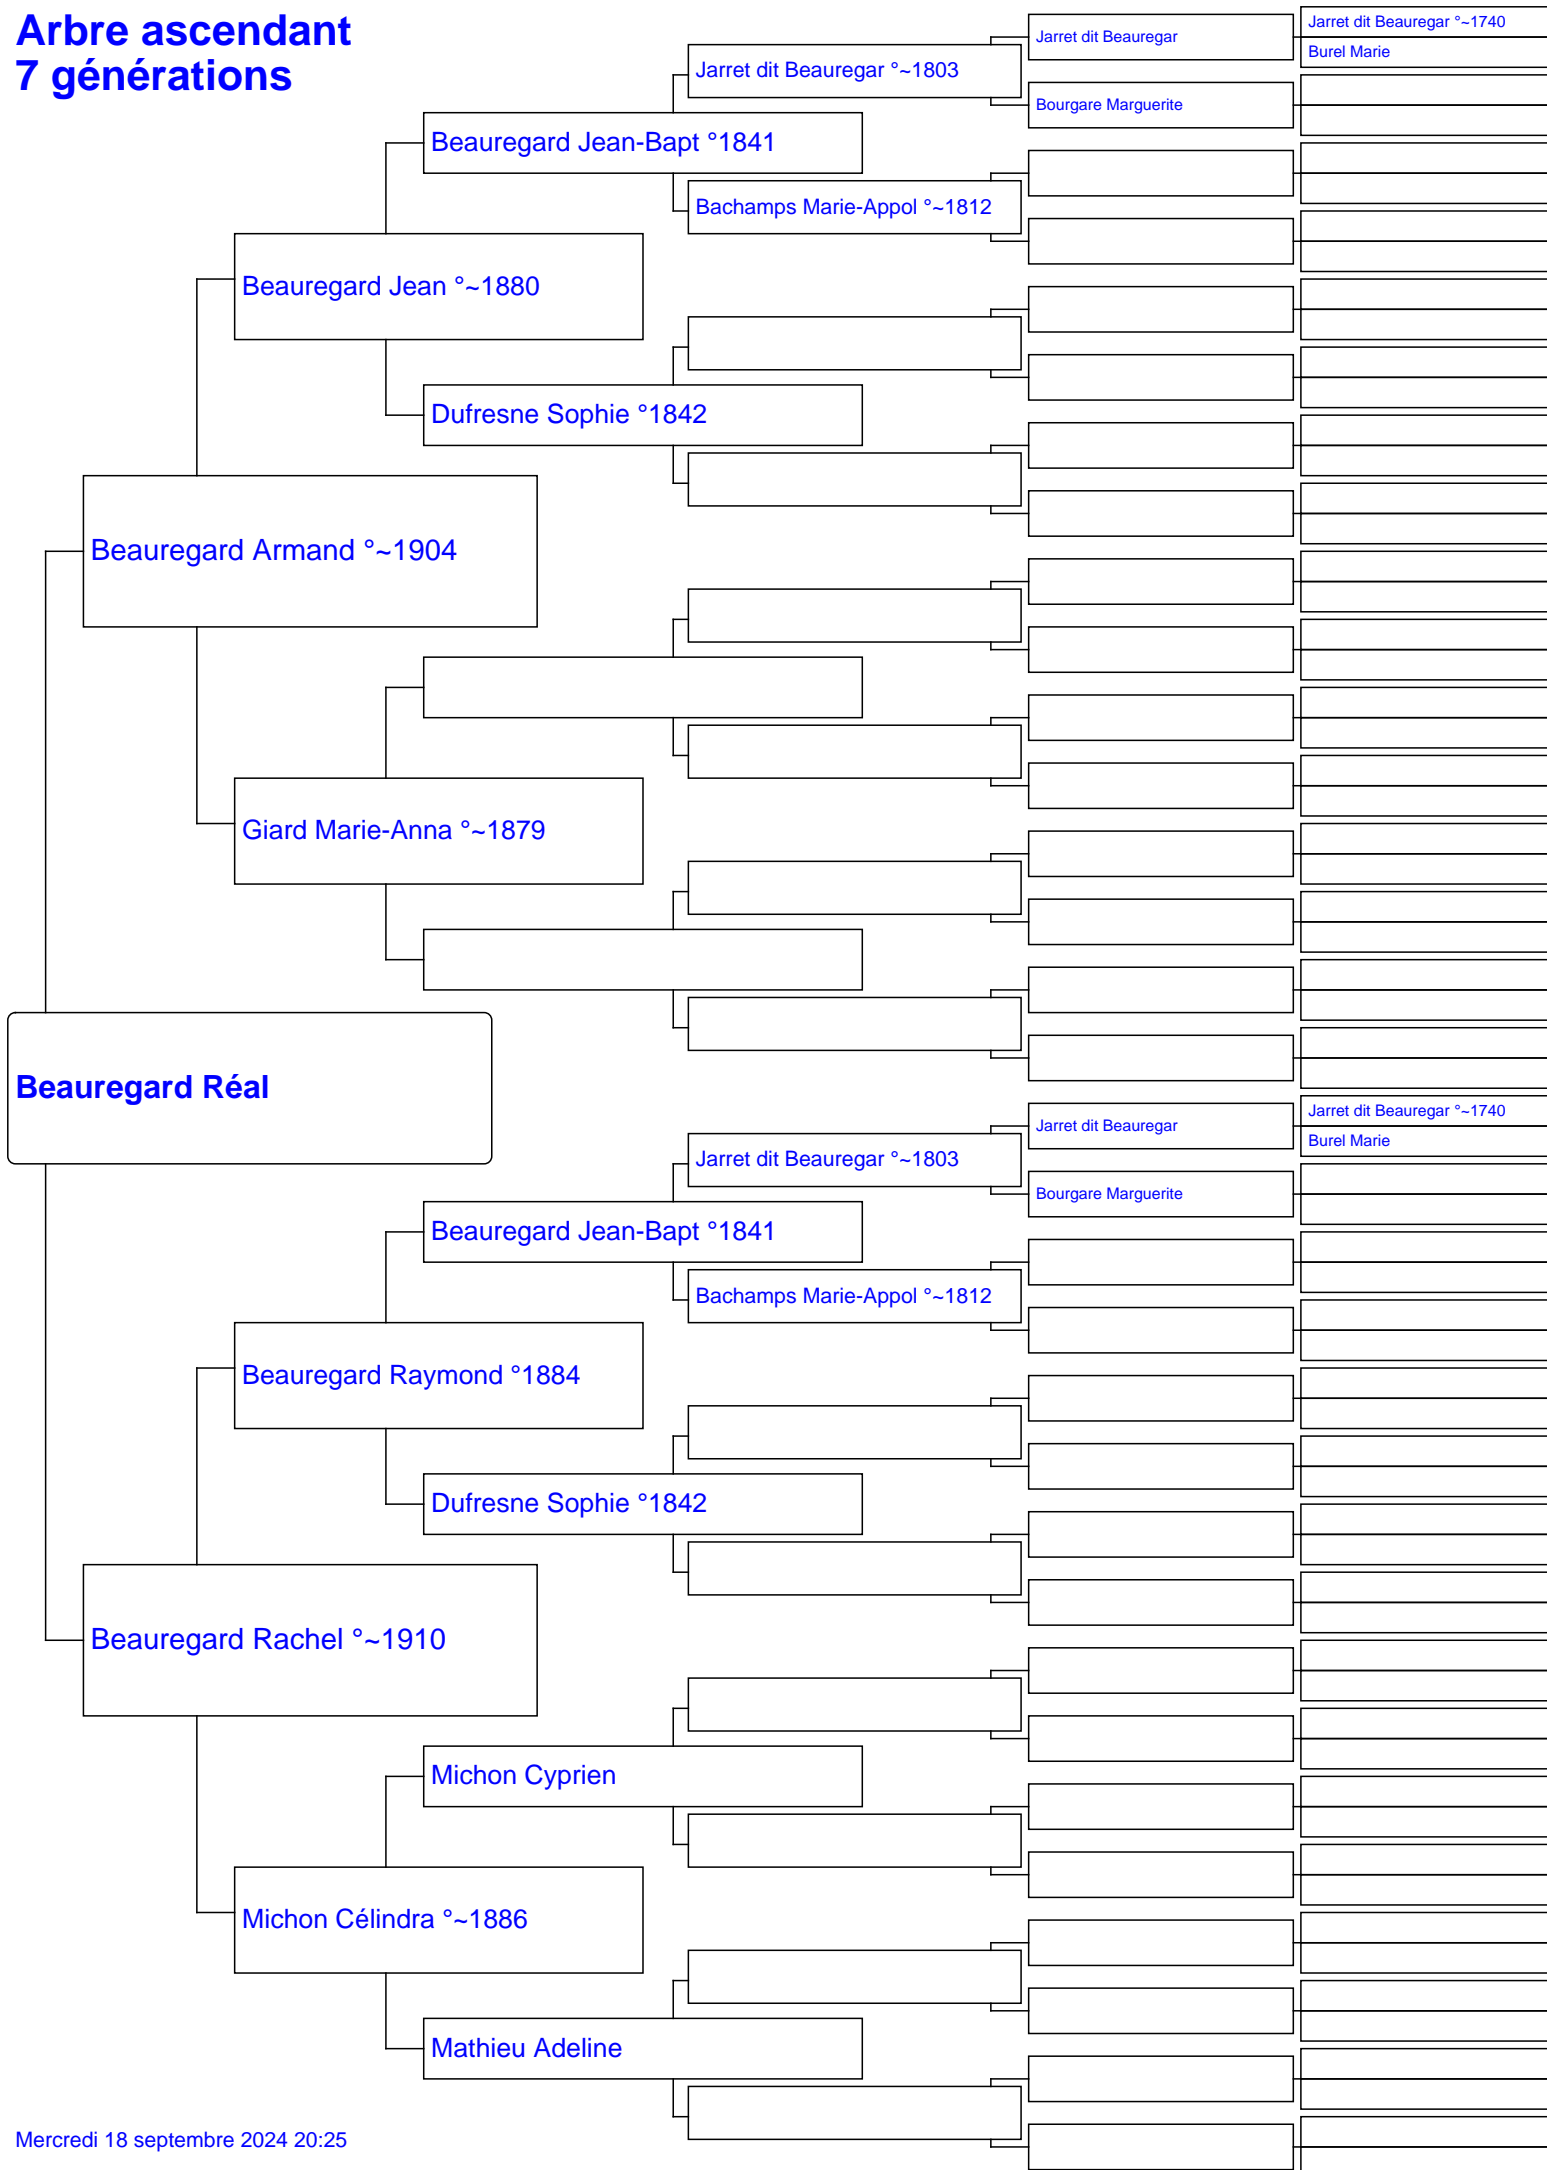 Arbre ascendant
7 générations
Jarret dit Beauregar °~1740
Burel Marie
Jarret dit Beauregar
Jarret dit Beauregar °~1803
Bourgare Marguerite
Beauregard Jean-Bapt °1841
Bachamps Marie-Appol °~1812
Beauregard Jean °~1880
Dufresne Sophie °1842
Beauregard Armand °~1904
Giard Marie-Anna °~1879
Beauregard Réal
Jarret dit Beauregar °~1740
Burel Marie
Jarret dit Beauregar
Jarret dit Beauregar °~1803
Bourgare Marguerite
Beauregard Jean-Bapt °1841
Bachamps Marie-Appol °~1812
Beauregard Raymond °1884
Dufresne Sophie °1842
Beauregard Rachel °~1910
Michon Cyprien
Michon Célindra °~1886
Mathieu Adeline
Mercredi 18 septembre 2024 20:25